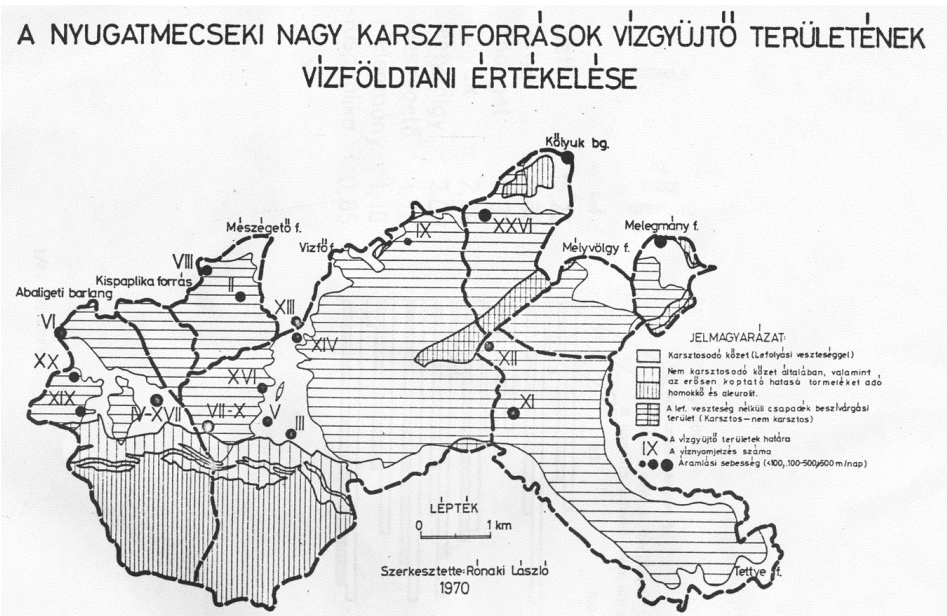 A NYUGATMECSEKI NAGY KARSZTFORRÁSOK VÍZGYÜJTŐ TERÜLETÉNEK
VÍZFÖLDTANI ÉRTÉKELÉSE
Kőlyuk bg.
Mészégető f.
Vízfő f.
IX
XXVI
Mélyvölgy f.
Melegmány f.
VIII
Kispaplika forrás
Abaligeti barlang
II
XIII
VI
XIV
XX
XVI
XII
XIX
IV-XVII
VII-X
V
III
XI
JELMAGYARÁZAT:
Karsztosodó kőzet (Lefolyási veszteséggel)
Nem karsztosodó kőzet általában, valamint
az erősen koptató hatású törmeléket adó
homokkő és aleurolit.
A lef. veszteség nélküli csapadék beszivárgási
terület (Karsztos–nem karsztos)
A vízgyüjtő területek határa
IX A víznyomjelzés száma
Áramlási sebesség (<100, 100-500, >500 m/nap)
LÉPTÉK
0 1 km
Szerkesztette: Rónaki László
1970
Tettye f.